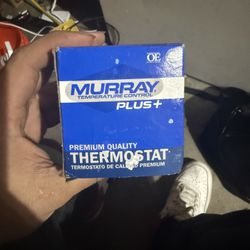 OE
MURRAY
TEMPERATURE CONTROL
PLUS+
PREMIUM QUALITY
THERMOSTAT
TERMOSTATO DE CALIDAD PREMIUM